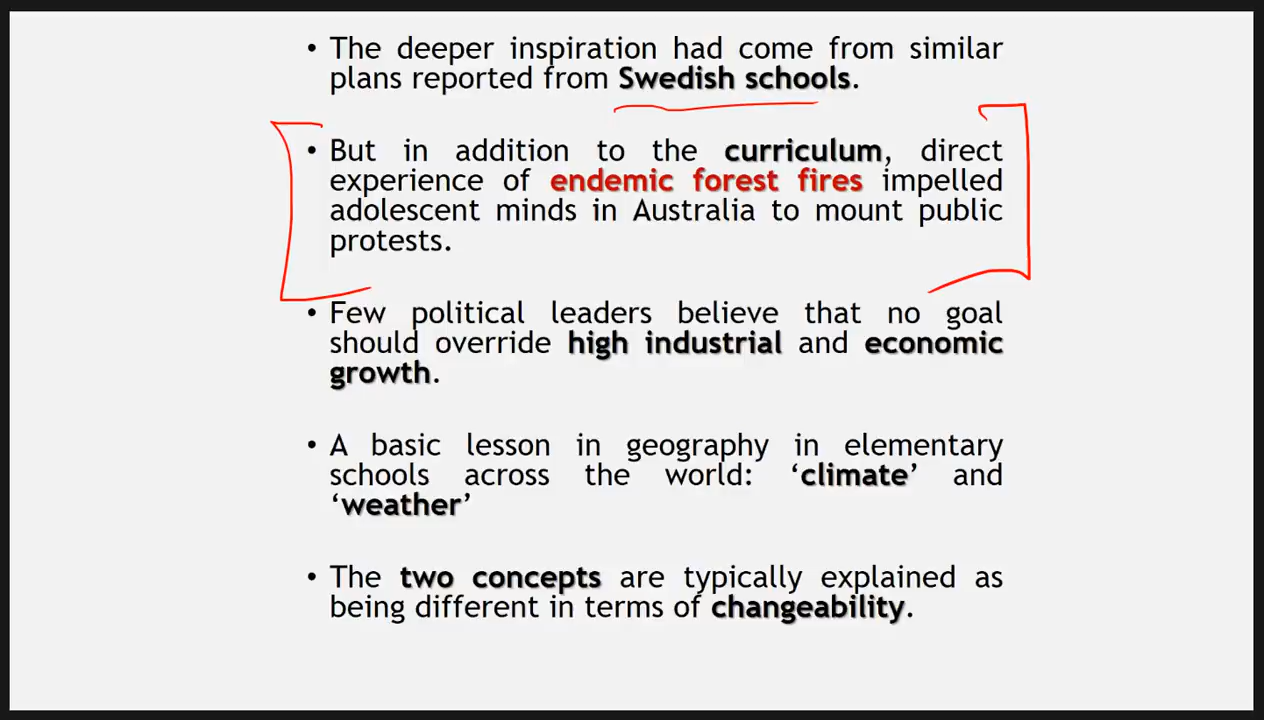 • The deeper inspiration had come from similar
plans reported from Swedish schools.
• But in addition to the curriculum, direct
experience of endemic forest fires impelled
adolescent minds in Australia to mount public
protests.
• Few political leaders believe that no goal
should override high industrial and economic
growth.
• A basic lesson in geography in elementary
schools across the world: ‘climate’ and
‘weather’
• The two concepts are typically explained as
being different in terms of changeability.